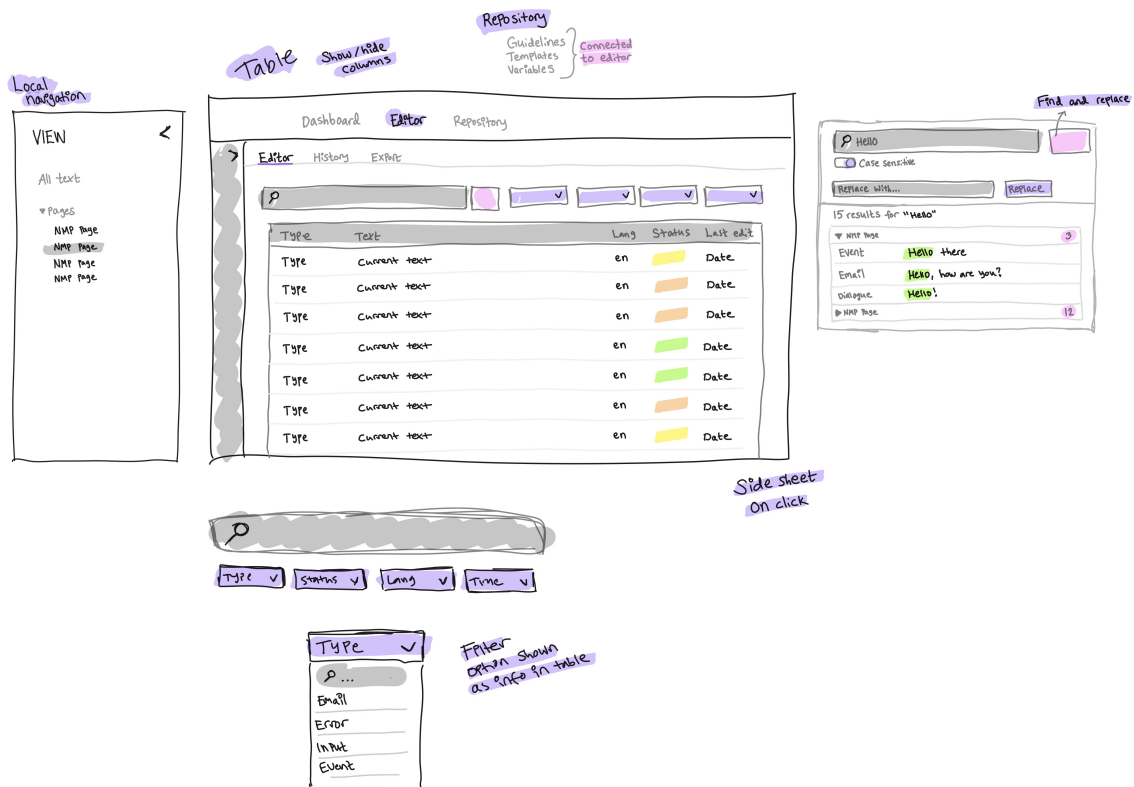 Repository
Guidelines
Templates
Variables
Connected
to editor
Table
Show/hide
columns
Local
navigation
VIEW
All text
Pages
NMP Page
NMP Page
NMP Page
NMP Page
Dashboard
Editor
Repository
Editor
History
Export
Type
Text
Lang
Status
Last edit
Type
Current text
en
Date
Type
Current text
en
Date
Type
Current text
en
Date
Type
Current text
en
Date
Type
Current text
en
Date
Type
Current text
en
Date
Type
Current text
en
Date
Find and replace
Hello
Case sensitive
Replace with...
Replace
15 results for "Hello"
NMP Page
3
Event
Hello there
Email
Hello, how are you?
Dialogue
Hello!
NMP Page
12
Side sheet
On click
Type
Status
Lang
Time
Type
...
Email
Error
Input
Event
Filter
option shown
as info in table